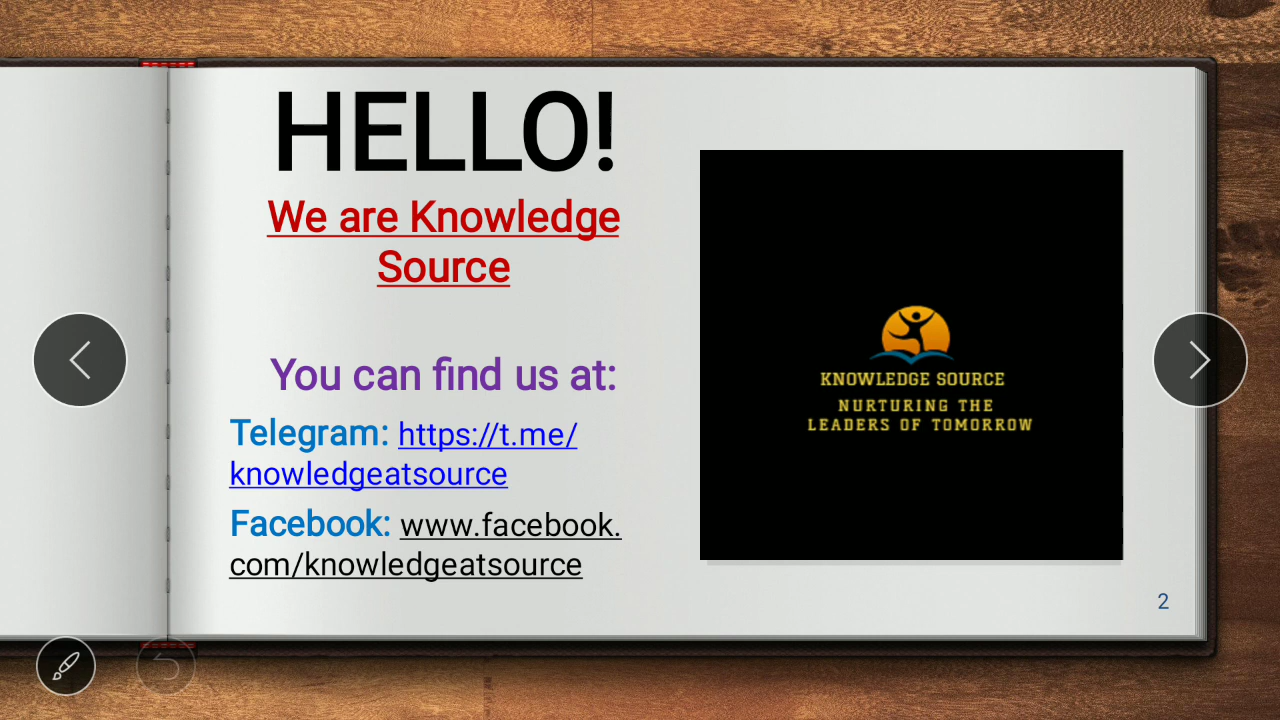 HELLO!
We are Knowledge
Source
You can find us at:
Telegram: https://t.me/
knowledgeatsource
Facebook: www.facebook.
com/knowledgeatsource
KNOWLEDGE SOURCE
NURTURING THE
LEADERS OF TOMORROW
2